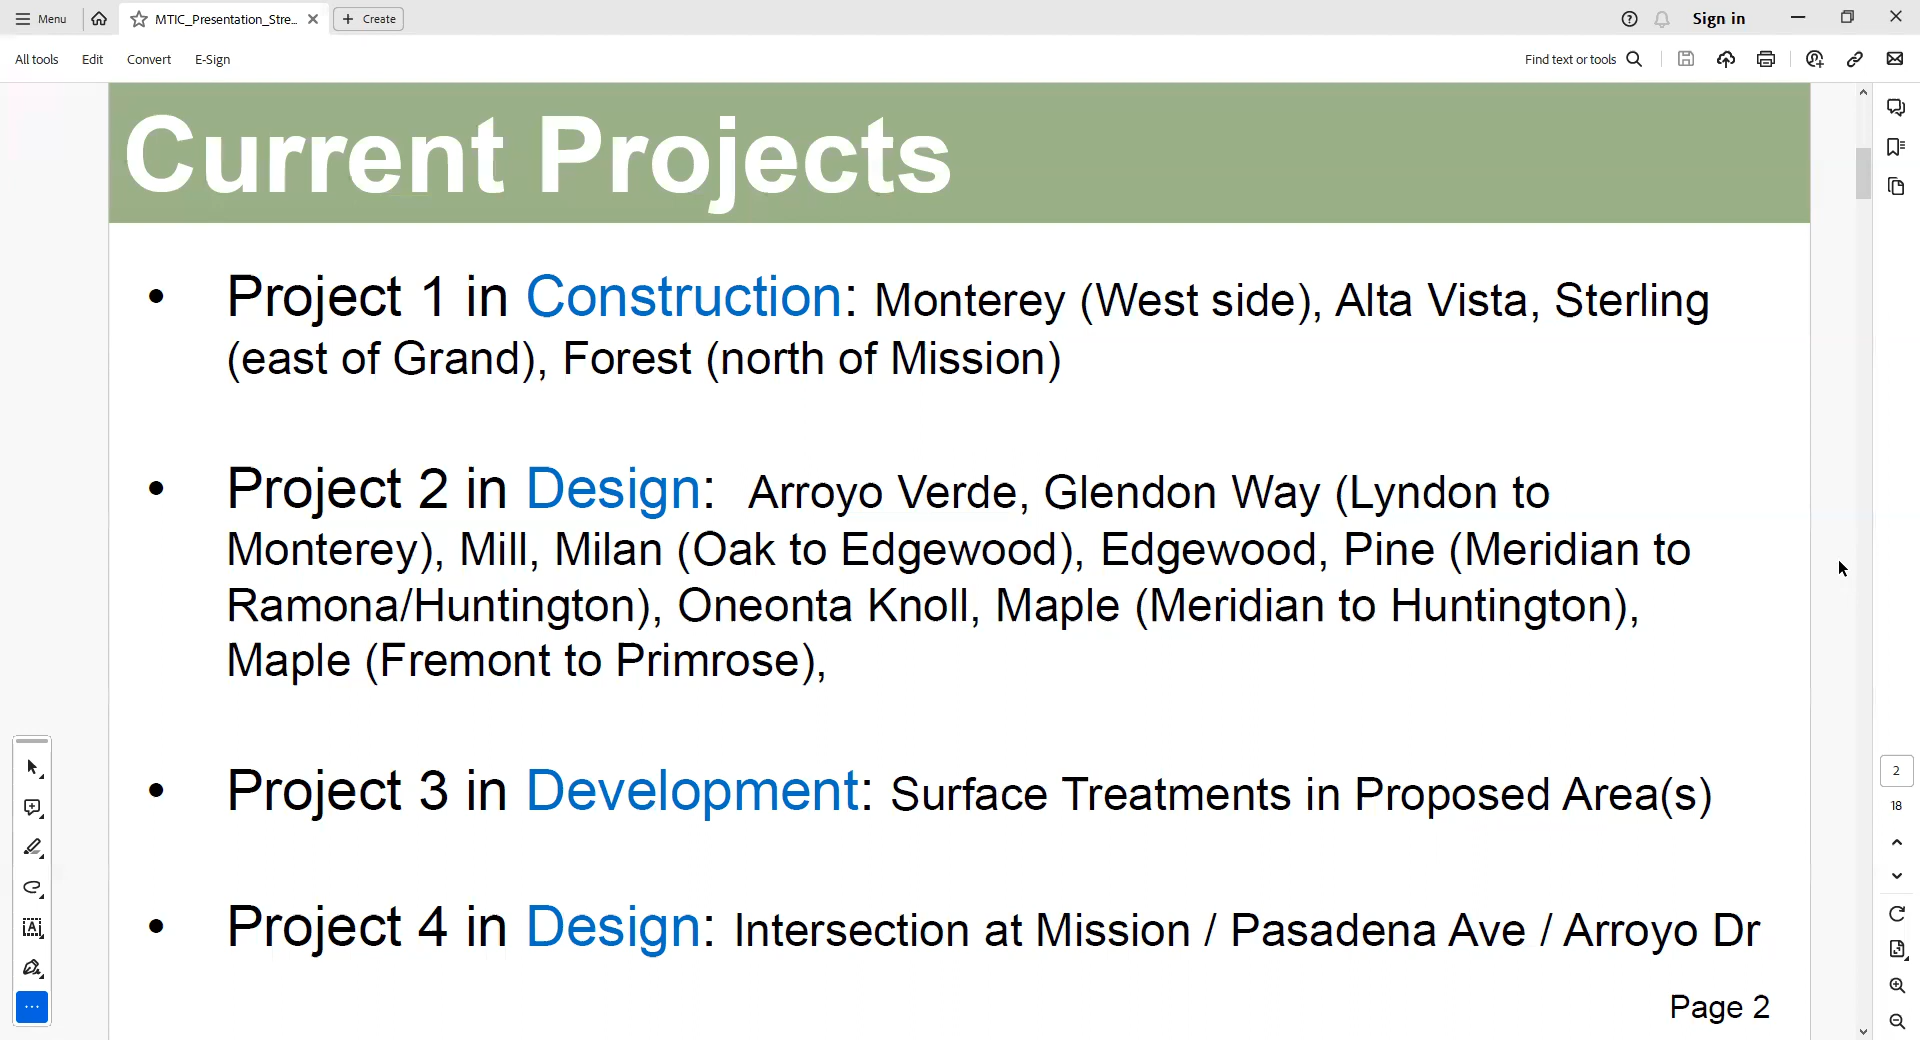 Menu
MTIC_Presentation_Stre...
+ Create
Sign in
All tools
Edit
Convert
E-Sign
Find text or tools
Current Projects
• Project 1 in Construction: Monterey (West side), Alta Vista, Sterling
(east of Grand), Forest (north of Mission)
• Project 2 in Design: Arroyo Verde, Glendon Way (Lyndon to
Monterey), Mill, Milan (Oak to Edgewood), Edgewood, Pine (Meridian to
Ramona/Huntington), Oneonta Knoll, Maple (Meridian to Huntington),
Maple (Fremont to Primrose),
• Project 3 in Development: Surface Treatments in Proposed Area(s)
• Project 4 in Design: Intersection at Mission / Pasadena Ave / Arroyo Dr
Page 2
2
18